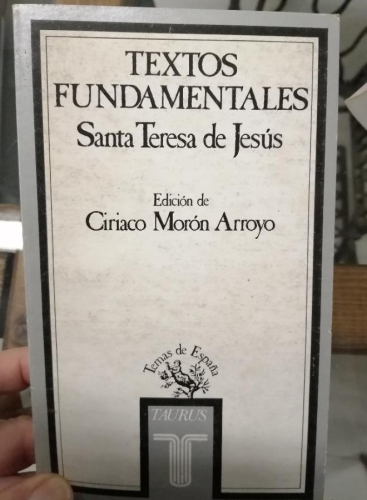 TEXTOS
FUNDAMENTALES
Santa Teresa de Jesús
Edición de
Ciriaco Morón Arroyo
Temas de España
TAURUS